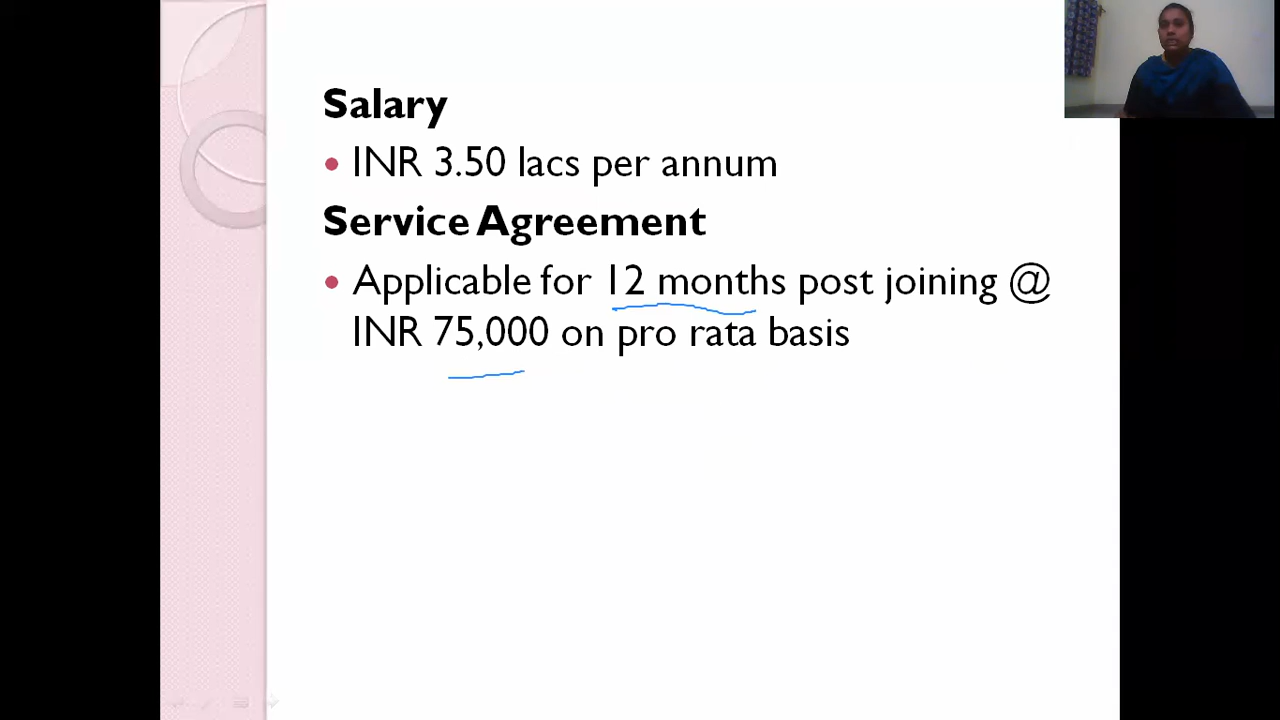 Salary
INR 3.50 lacs per annum
Service Agreement
Applicable for 12 months post joining @
INR 75,000 on pro rata basis